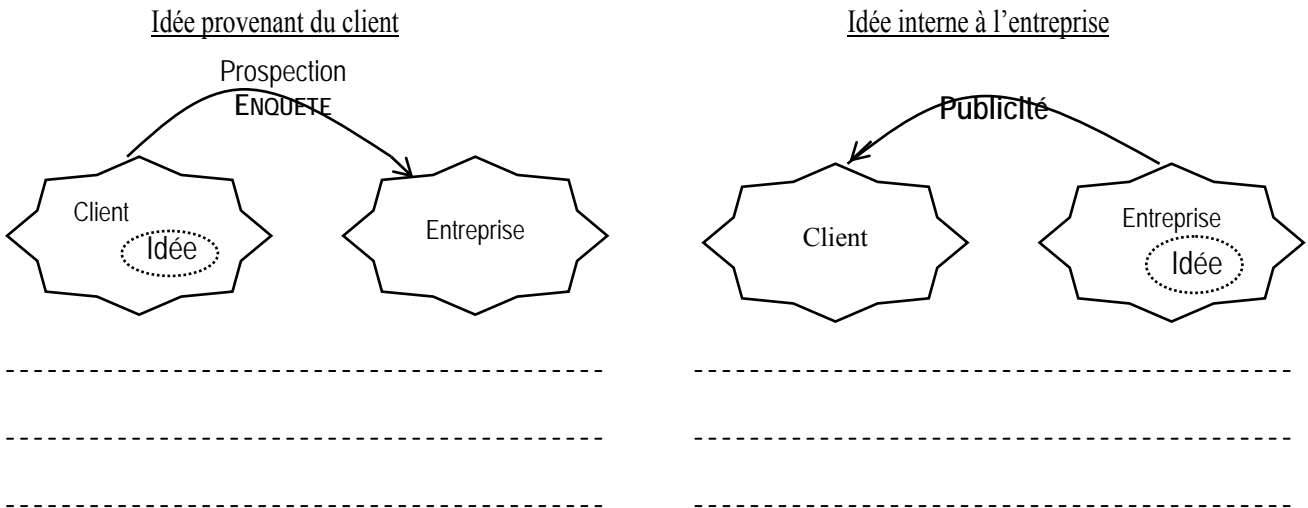 Idée provenant du client
Prospection
ENQUETE
Client
Idée
Entreprise
Idée interne à l'entreprise
Publicité
Client
Entreprise
Idée